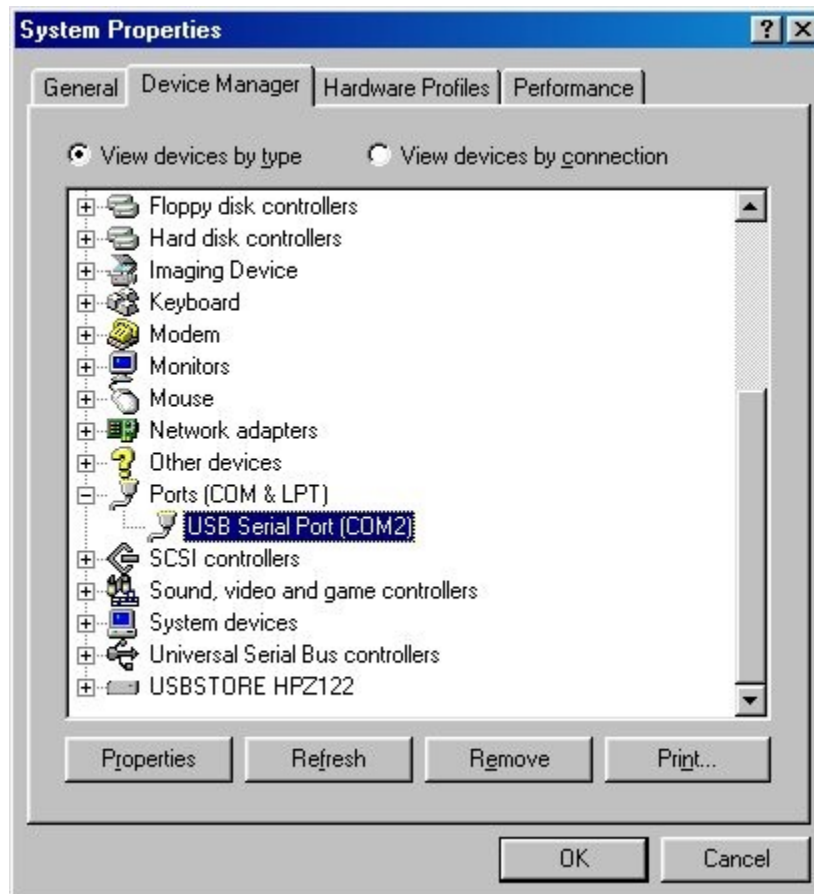 System Properties
General Device Manager Hardware Profiles Performance
View devices by type View devices by connection
Floppy disk controllers
Hard disk controllers
Imaging Device
Keyboard
Modem
Monitors
Mouse
Network adapters
Other devices
Ports (COM & LPT)
USB Serial Port (COM2)
SCSI controllers
Sound, video and game controllers
System devices
Universal Serial Bus controllers
USBSTORE HPZ122
Properties Refresh Remove Print...
OK Cancel